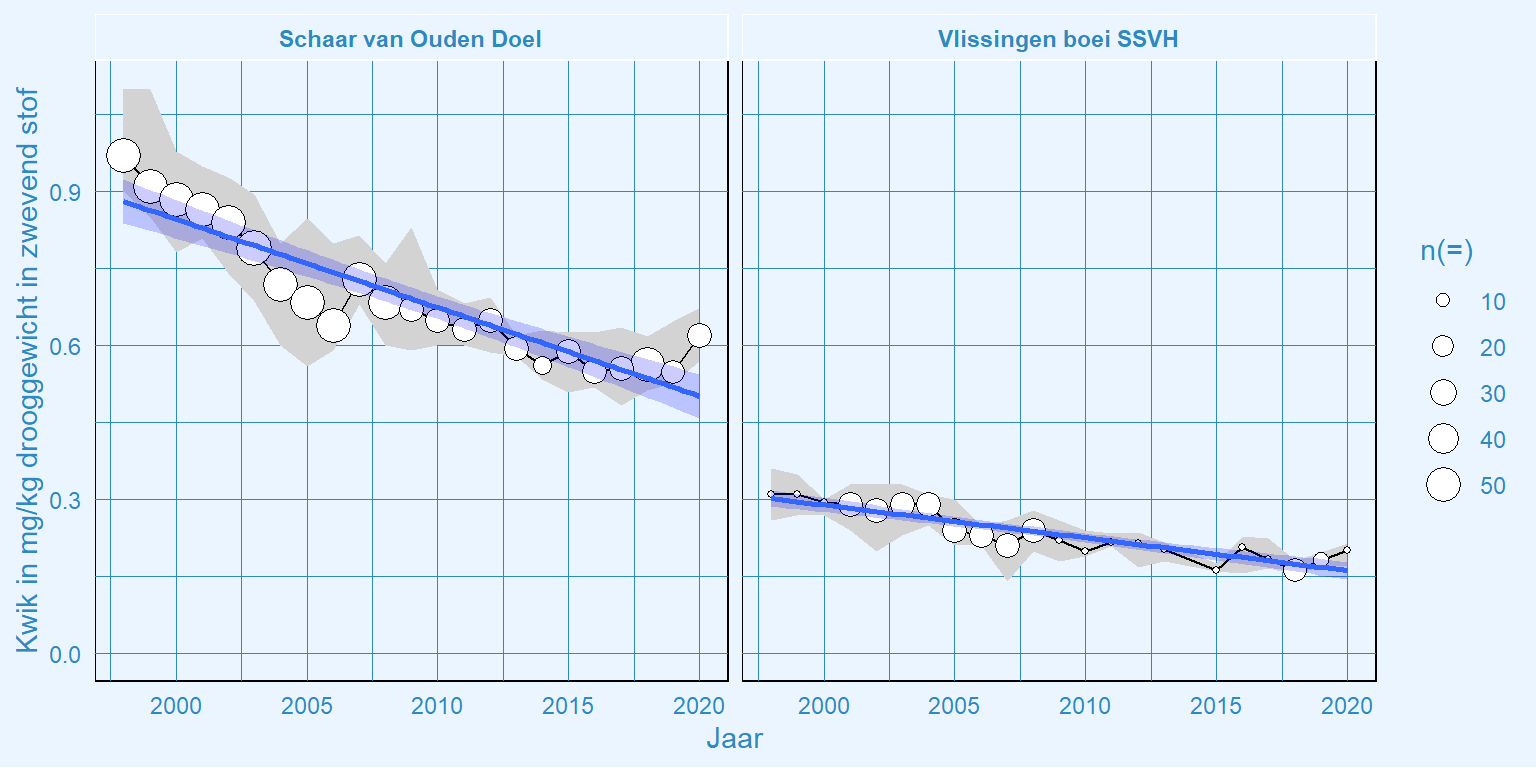 Schaar van Ouden Doel
Vlissingen boei SSVH
Kwik in mg/kg drooggewicht in zwevend stof
0.9
0.6
0.3
0.0
2000 2005 2010 2015 2020
2000 2005 2010 2015 2020
Jaar
n(=)
10
20
30
40
50